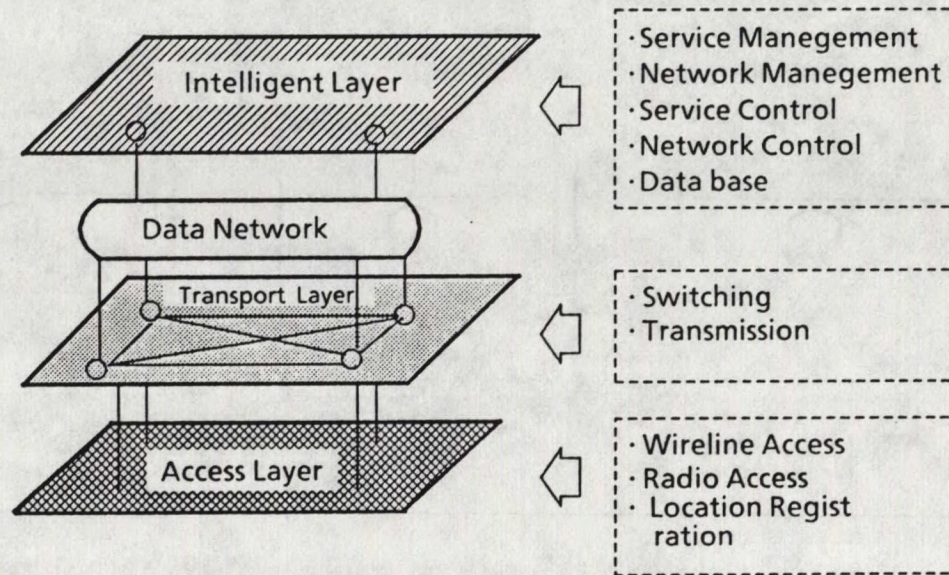 Intelligent Layer
· Service Manegement
· Network Manegement
· Service Control
· Network Control
· Data base
Data Network
Transport Layer
· Switching
· Transmission
Access Layer
· Wireline Access
· Radio Access
· Location Regist
ration